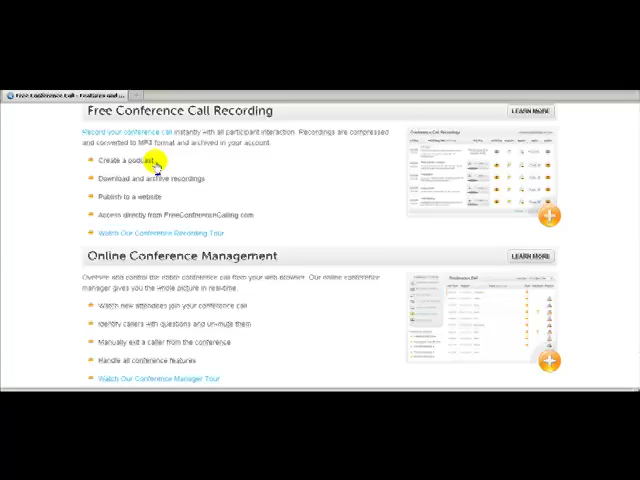 Free Conference Call - Features and ...
Free Conference Call Recording
LEARN MORE
Record your conference call instantly with all participant interaction. Recordings are compressed
and converted to MP3 format and archived in your account.
Create a podcast
Download and archive recordings
Publish to a website
Access directly from FreeConferenceCalling.com
Watch Our Conference Recording Tour
Online Conference Management
LEARN MORE
Oversee and control the entire conference call from your web browser. Our online conference
manager gives you the whole picture in real-time.
Watch new attendees join your conference call
Identify callers with questions and un-mute them
Manually exit a caller from the conference
Handle all conference features
Watch Our Conference Manager Tour